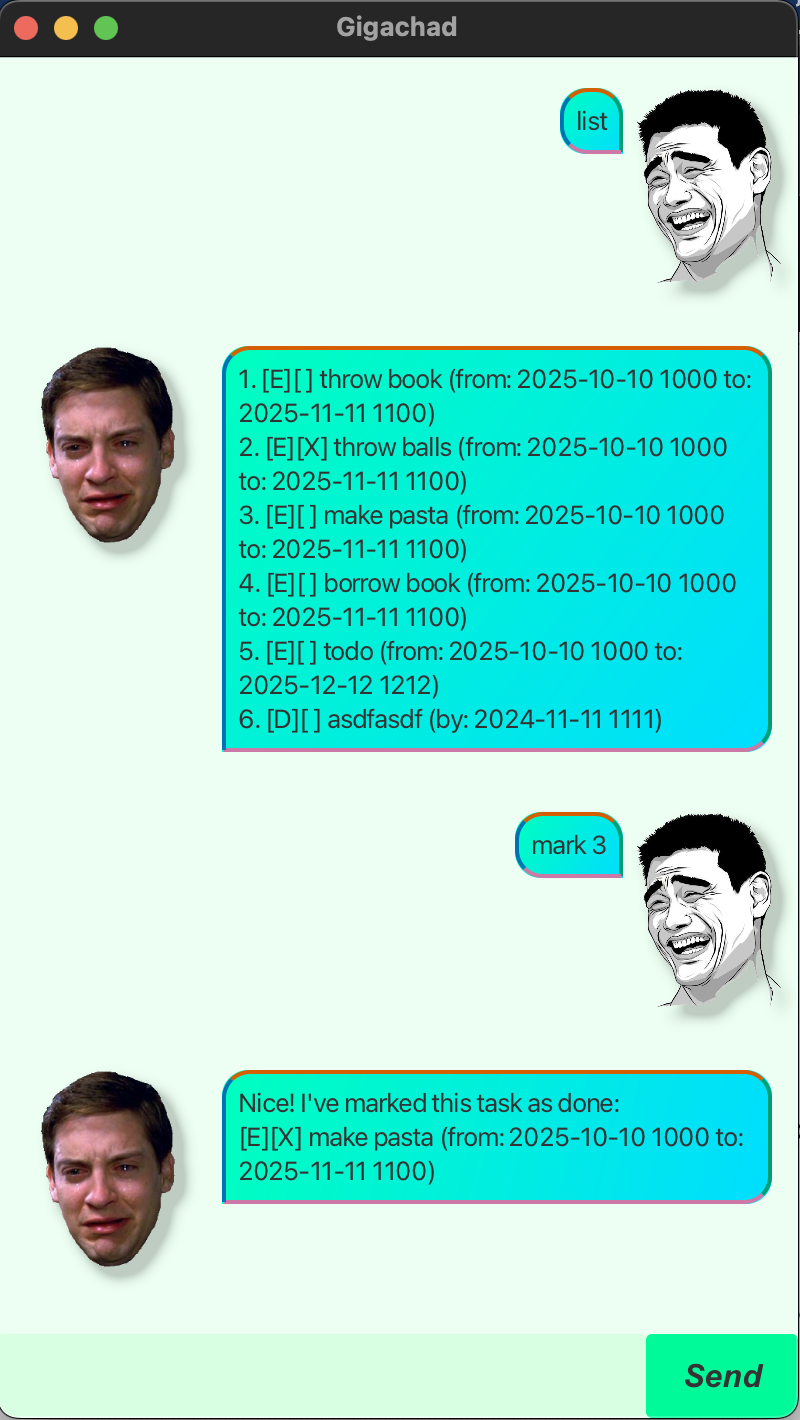 Gigachad
list
1. [E][ ] throw book (from: 2025-10-10 1000 to:
2025-11-11 1100)
2. [E][X] throw balls (from: 2025-10-10 1000
to: 2025-11-11 1100)
3. [E][ ] make pasta (from: 2025-10-10 1000
to: 2025-11-11 1100)
4. [E][ ] borrow book (from: 2025-10-10 1000
to: 2025-11-11 1100)
5. [E][ ] todo (from: 2025-10-10 1000 to:
2025-12-12 1212)
6. [D][ ] asdfasdf (by: 2024-11-11 1111)
mark 3
Nice! I've marked this task as done:
[E][X] make pasta (from: 2025-10-10 1000 to:
2025-11-11 1100)
Send